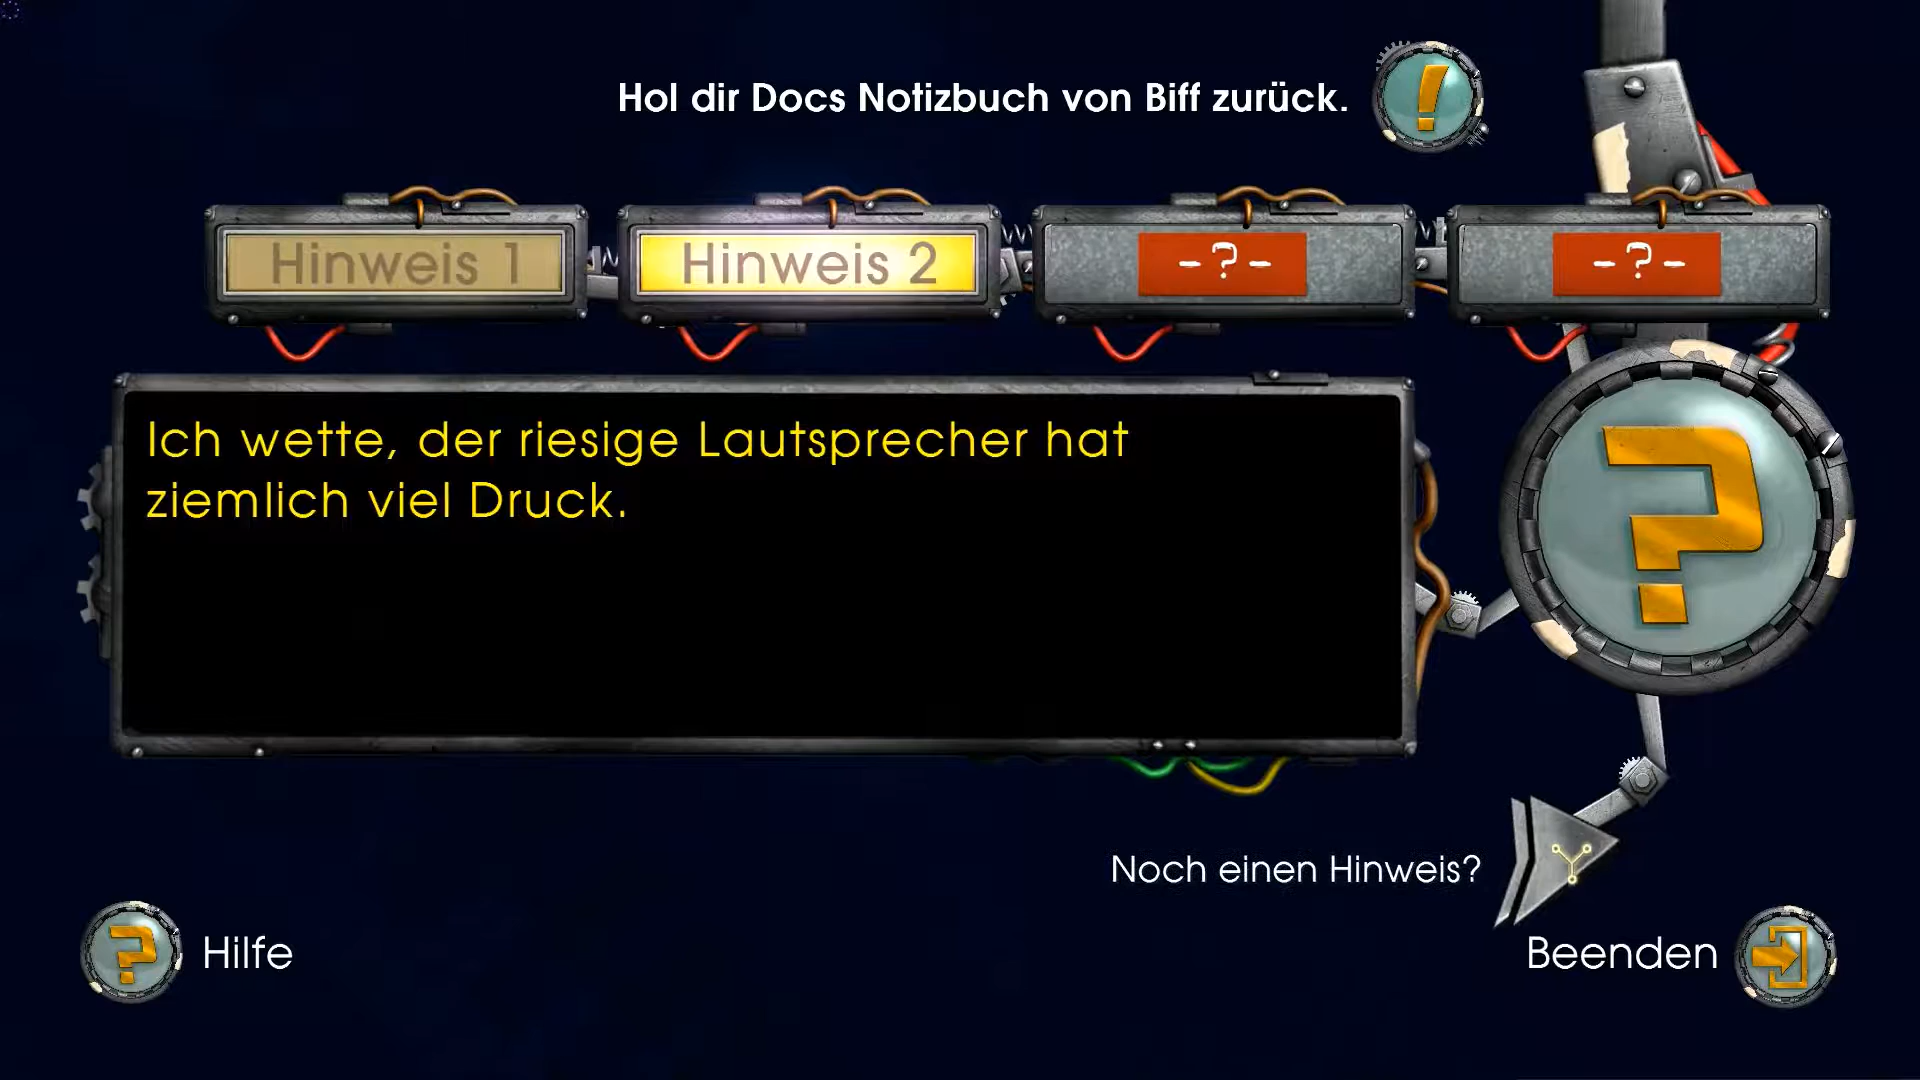 Hol dir Docs Notizbuch von Biff zurück.
Hinweis 1
Hinweis 2
- ? -
- ? -
Ich wette, der riesige Lautsprecher hat
ziemlich viel Druck.
Noch einen Hinweis?
Hilfe
Beenden